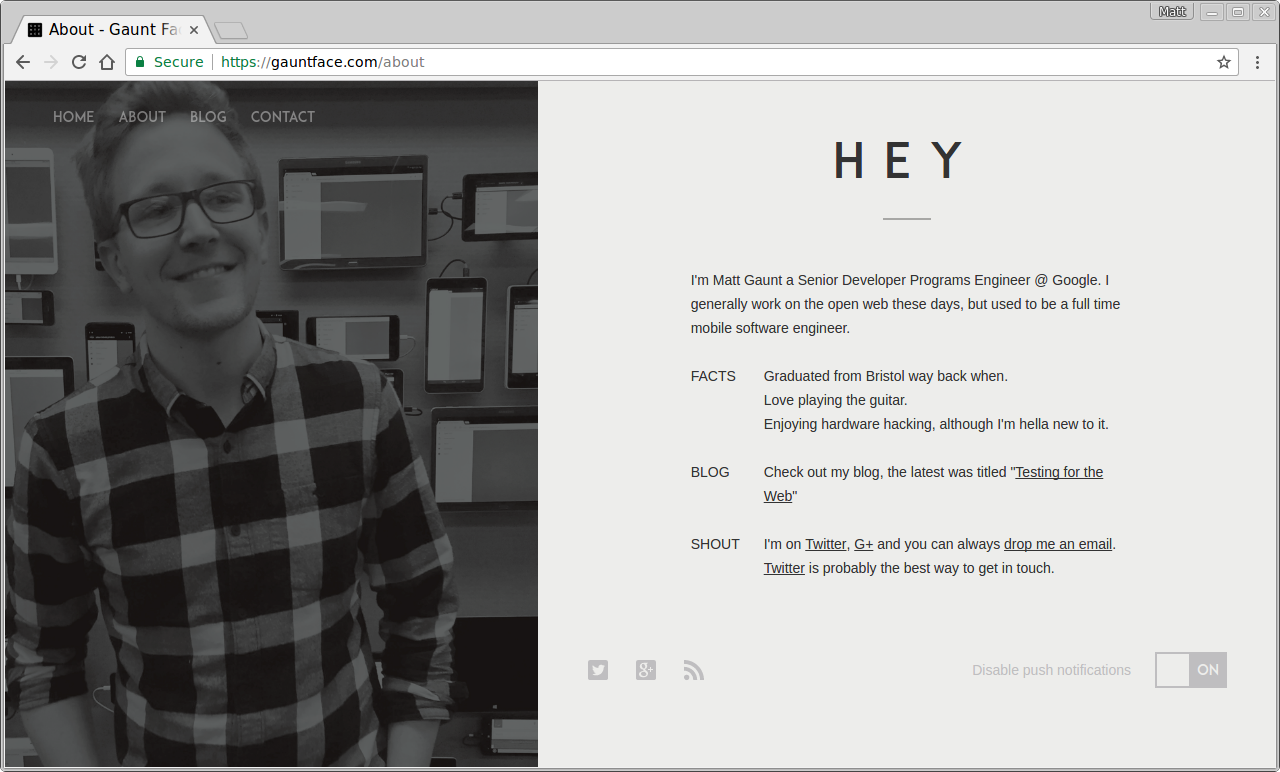 Matt
About - Gaunt Fa
Secure
https://gauntface.com/about
HOME ABOUT BLOG CONTACT
HEY
I'm Matt Gaunt a Senior Developer Programs Engineer @ Google. I
generally work on the open web these days, but used to be a full time
mobile software engineer.
FACTS Graduated from Bristol way back when.
Love playing the guitar.
Enjoying hardware hacking, although I'm hella new to it.
BLOG Check out my blog, the latest was titled "Testing for the
Web"
SHOUT I'm on Twitter, G+ and you can always drop me an email.
Twitter is probably the best way to get in touch.
Disable push notifications ON